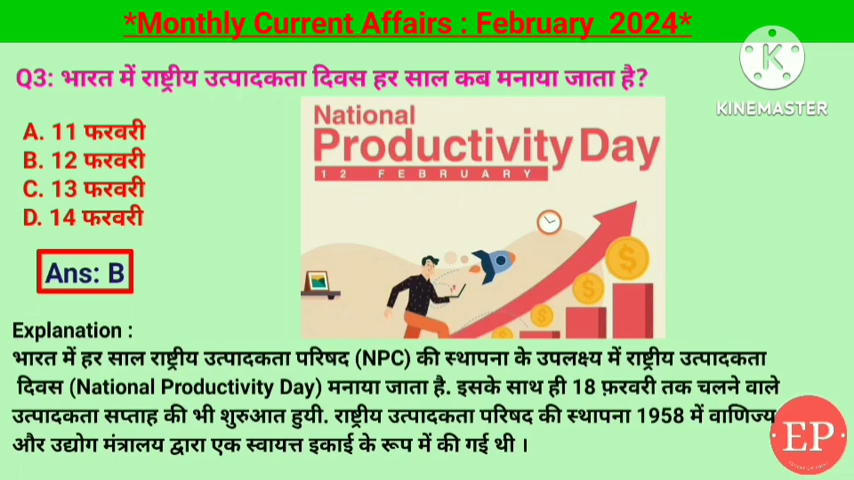 *Monthly Current Affairs : February 2024*
KINEMASTER
Q3: भारत में राष्ट्रीय उत्पादकता दिवस हर साल कब मनाया जाता है?
A. 11 फरवरी
B. 12 फरवरी
C. 13 फरवरी
D. 14 फरवरी
Ans: B
National
Productivity Day
12 FEBRUARY
Explanation :
भारत में हर साल राष्ट्रीय उत्पादकता परिषद (NPC) की स्थापना के उपलक्ष्य में राष्ट्रीय उत्पादकता
दिवस (National Productivity Day) मनाया जाता है. इसके साथ ही 18 फ़रवरी तक चलने वाले
उत्पादकता सप्ताह की भी शुरुआत हुयी. राष्ट्रीय उत्पादकता परिषद की स्थापना 1958 में वाणिज्य
और उद्योग मंत्रालय द्वारा एक स्वायत्त इकाई के रूप में की गई थी ।
EP